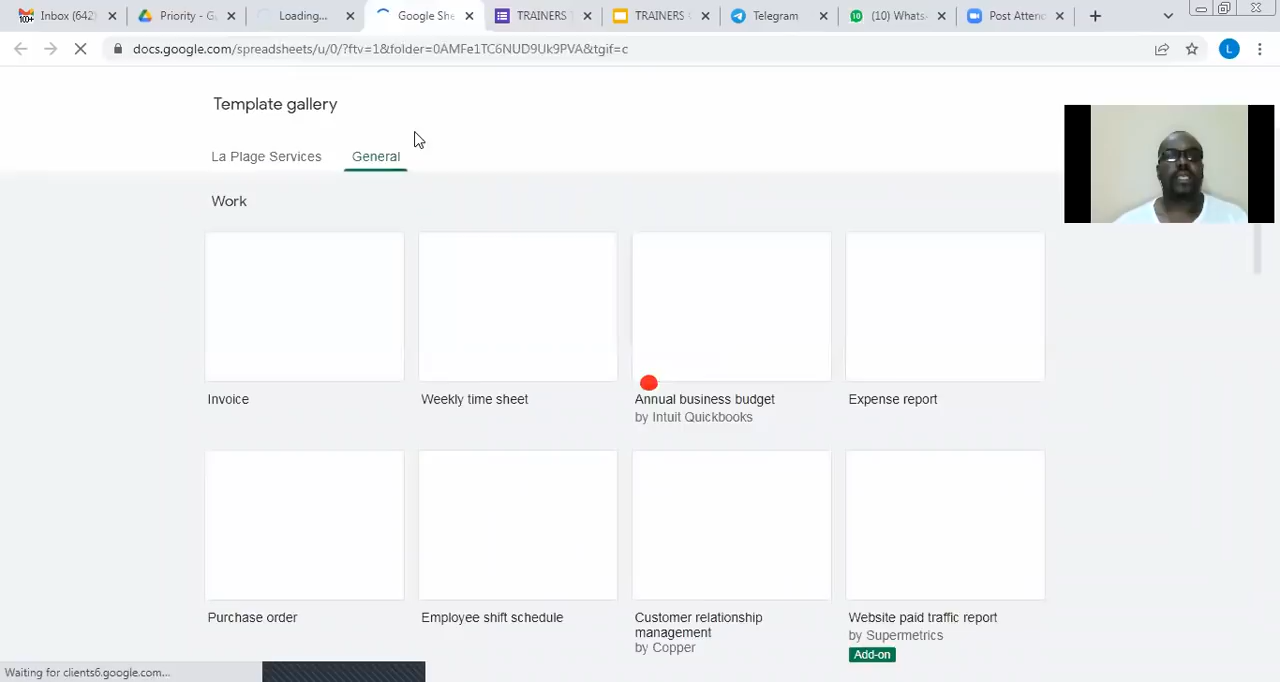 Inbox (642
Priority - G
Loading...
Google She
TRAINERS
TRAINERS
Telegram
(10) Whats
Post Attend
docs.google.com/spreadsheets/u/0/?ftv=1&folder=0AMFe1TC6NUD9Uk9PVA&tgif=c
L
Template gallery
La Plage Services
General
Work
Invoice
Weekly time sheet
Annual business budget
by Intuit Quickbooks
Expense report
Purchase order
Employee shift schedule
Customer relationship
management
by Copper
Website paid traffic report
by Supermetrics
Add-on
Waiting for clients6.google.com...